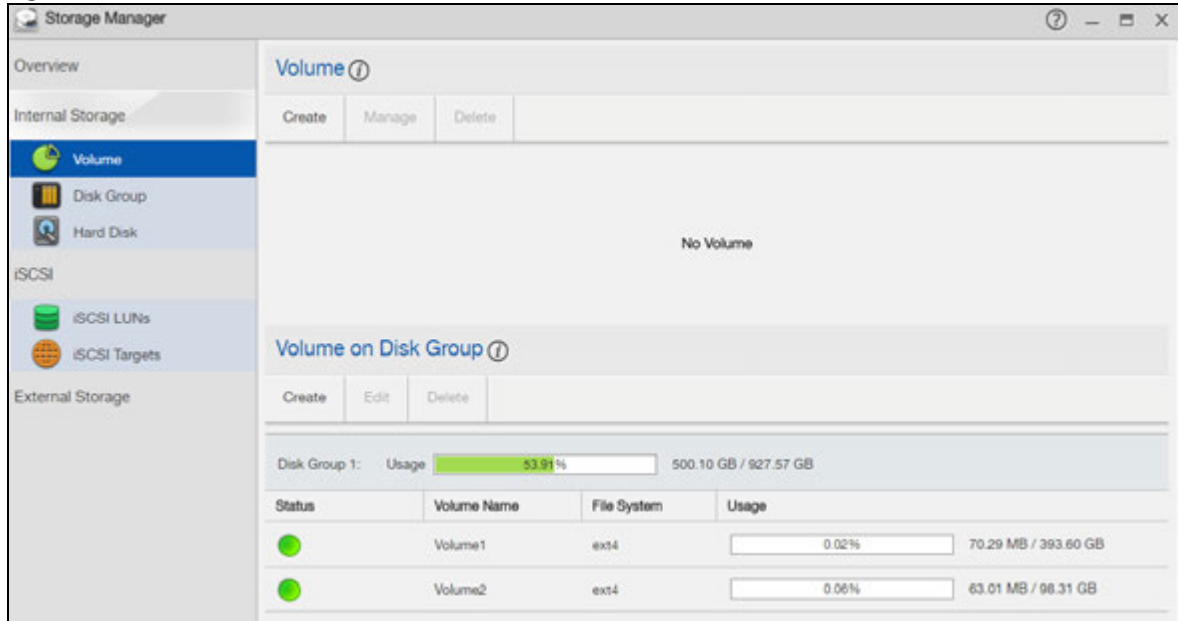 Storage Manager
Overview
Internal Storage
Volume
Disk Group
Hard Disk
iSCSI
iSCSI LUNs
iSCSI Targets
External Storage
Volume
Create Manage Delete
No Volume
Volume on Disk Group
Create Edit Delete
Disk Group 1: Usage 53.91% 500.10 GB / 927.57 GB
Status Volume Name File System Usage
Volume1 ext4 0.02% 70.29 MB / 393.60 GB
Volume2 ext4 0.06% 63.01 MB / 98.31 GB